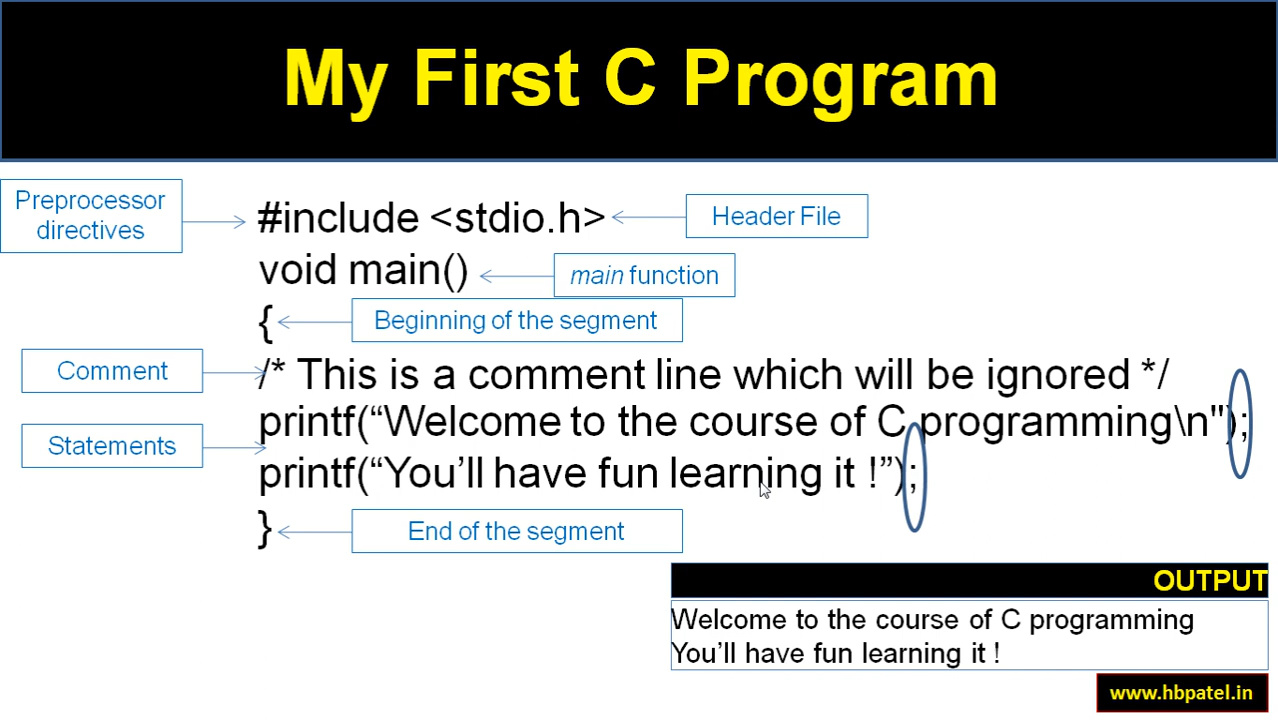 My First C Program
Preprocessor
directives
#include <stdio.h>
Header File
void main()
main function
{
Beginning of the segment
Comment
/* This is a comment line which will be ignored */
printf(“Welcome to the course of C programming\n");
Statements
printf(“You’ll have fun learning it !”);
}
End of the segment
OUTPUT
Welcome to the course of C programming
You’ll have fun learning it !
www.hbpatel.in